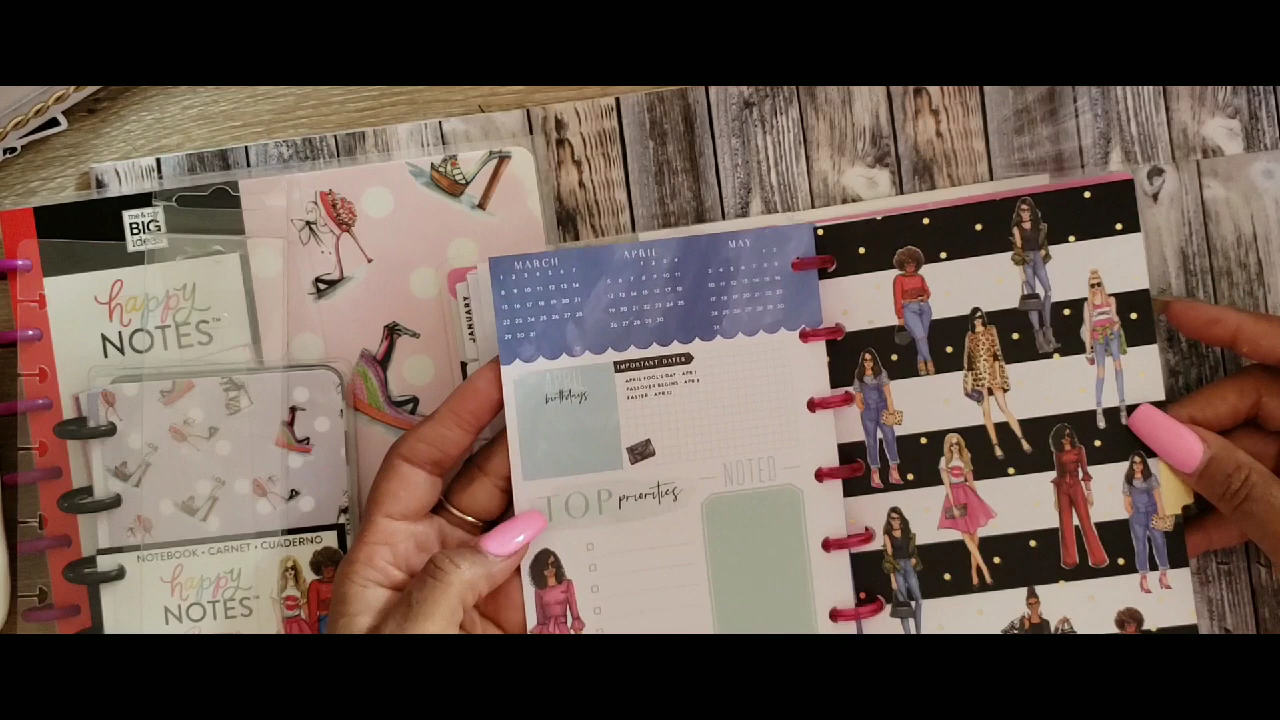 me & my
BIG
ideas
happy
NOTES™
NOTEBOOK • CARNET • CUADERNO
happy
NOTES™
JANUARY
MARCH
1 2 3 4 5 6 7
8 9 10 11 12 13 14
15 16 17 18 19 20 21
22 23 24 25 26 27 28
29 30 31
APRIL
1 2 3 4
5 6 7 8 9 10 11
12 13 14 15 16 17 18
19 20 21 22 23 24 25
26 27 28 29 30
MAY
1 2
3 4 5 6 7 8 9
10 11 12 13 14 15 16
17 18 19 20 21 22 23
24 25 26 27 28 29 30
31
APRIL
birthdays
IMPORTANT DATES
APRIL FOOL'S DAY - APR 1
PASSOVER BEGINS - APR 8
EASTER - APR 12
TOP priorities
NOTED